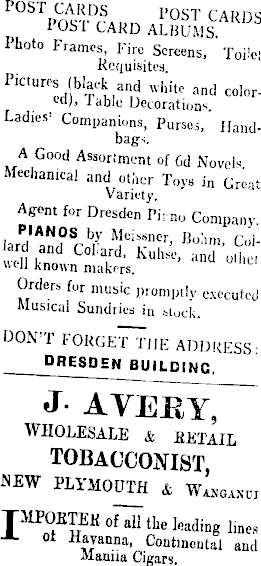 POST CARDS POST CARDS
POST CARD ALBUMS.
Photo Frames, Fire Screens, Toilet
Requisites.
Pictures (black and white and color-
ed), Table Decorations.
Ladies' Companions, Purses, Hand-
bags.
A Good Assortment of 6d Novels.
Mechanical and other Toys in Great
Variety.
Agent for Dresden Piano Company.
PIANOS by Meissner, Bohm, Col-
lard and Collard, Kuhse, and other
well known makers.
Orders for music promptly executed
Musical Sundries in stock.
DON'T FORGET THE ADDRESS:
DRESDEN BUILDING.
J. AVERY,
WHOLESALE & RETAIL
TOBACCONIST,
NEW PLYMOUTH & WANGANUI
IMPORTER of all the leading lines
of Havanna, Continental and
Manila Cigars.